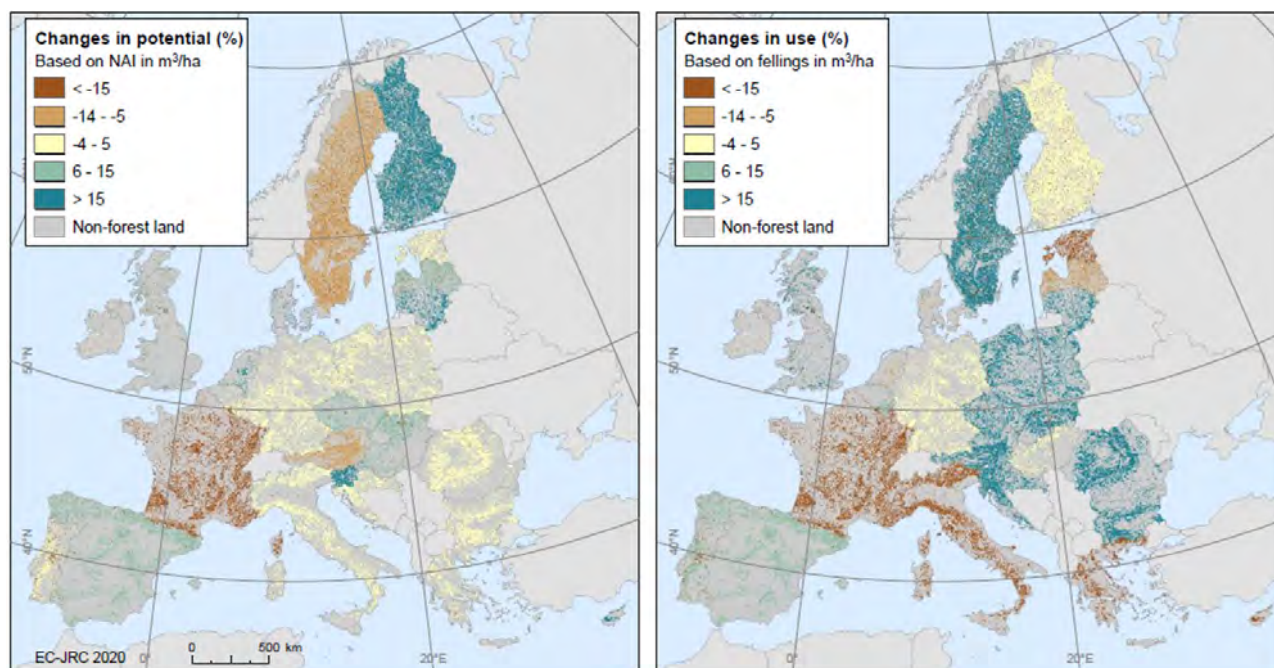 Changes in potential (%)
Based on NAI in m³/ha
< -15
-14 - -5
-4 - 5
6 - 15
> 15
Non-forest land
50°N
40°N
EC-JRC 2020
0°
0 500 km
20°E
Changes in use (%)
Based on fellings in m³/ha
< -15
-14 - -5
-4 - 5
6 - 15
> 15
Non-forest land
50°N
40°N
0°
20°E